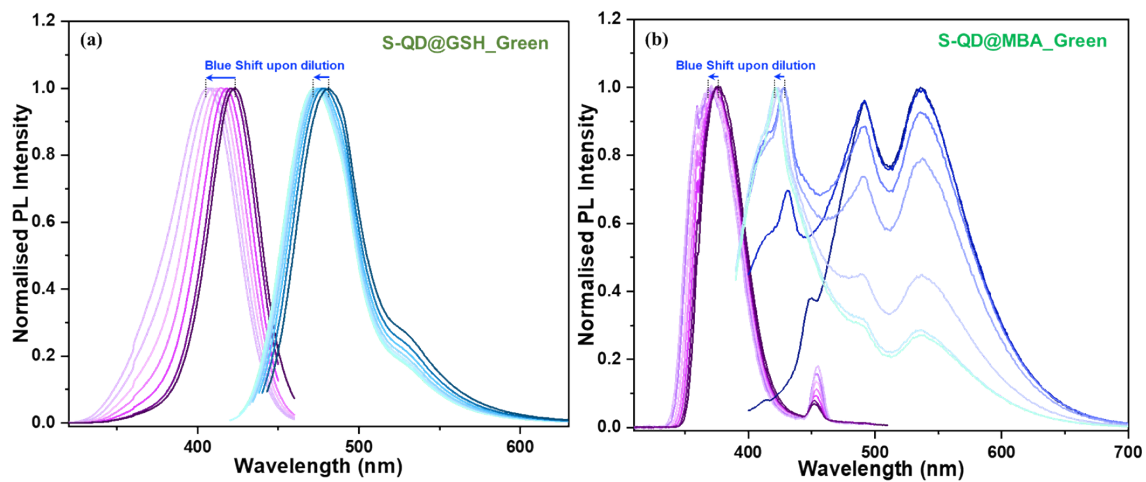 (a)
S-QD@GSH_Green
Blue Shift upon dilution
Normalised PL Intensity
1.2
1.0
0.8
0.6
0.4
0.2
0.0
400
500
600
Wavelength (nm)
(b)
S-QD@MBA_Green
Blue Shift upon dilution
Normalised PL Intensity
1.2
1.0
0.8
0.6
0.4
0.2
0.0
400
500
600
700
Wavelength (nm)